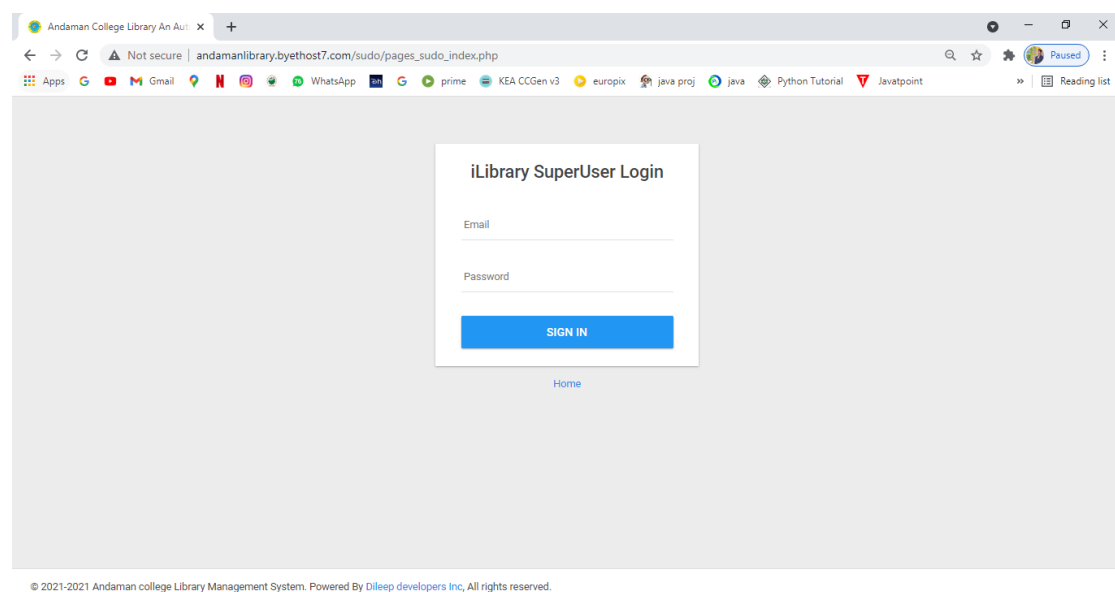 Andaman College Library An Aut
Not secure | andamanlibrary.byethost7.com/sudo/pages_sudo_index.php
Paused
Apps Gmail WhatsApp prime KEA CCGen v3 europix java proj java Python Tutorial Javatpoint » Reading list
iLibrary SuperUser Login
Email
Password
SIGN IN
Home
© 2021-2021 Andaman college Library Management System. Powered By Dileep developers Inc, All rights reserved.